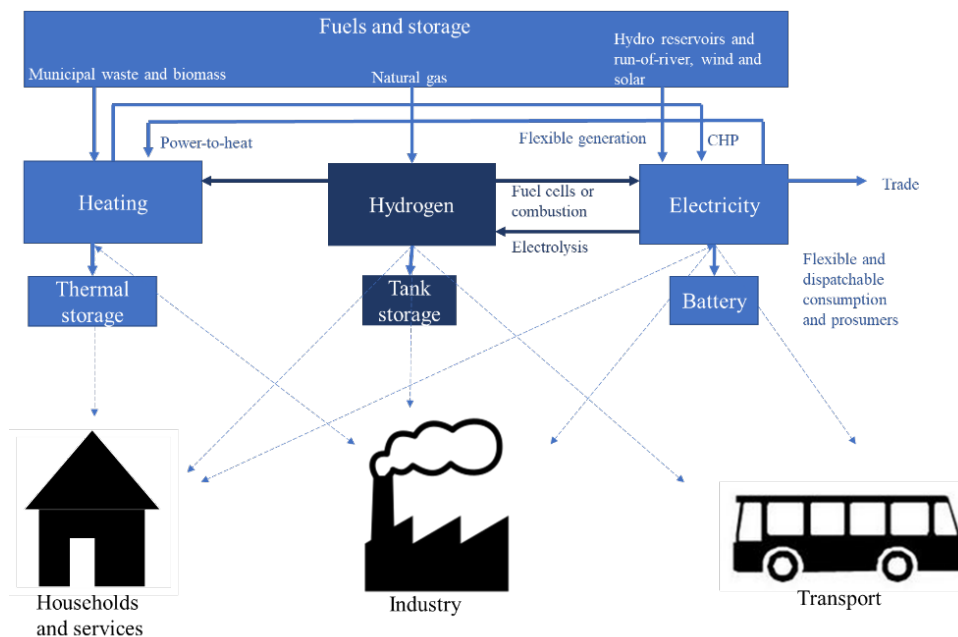 Fuels and storage
Municipal waste and biomass
Natural gas
Hydro reservoirs and
run-of-river, wind and
solar
Power-to-heat
Flexible generation
CHP
Heating
Hydrogen
Fuel cells or
combustion
Electrolysis
Electricity
Trade
Thermal
storage
Tank
storage
Battery
Flexible and
dispatchable
consumption
and prosumers
Households
and services
Industry
Transport